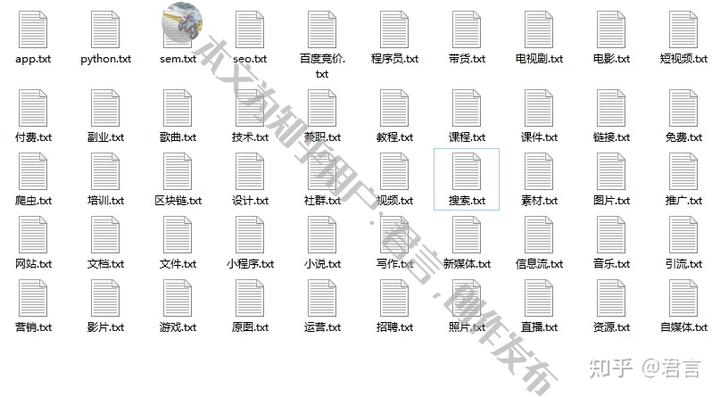 app.txt python.txt sem.txt seo.txt 百度竞价.txt 程序员.txt 带货.txt 电视剧.txt 电影.txt 短视频.txt
付费.txt 副业.txt 歌曲.txt 技术.txt 兼职.txt 教程.txt 课程.txt 课件.txt 链接.txt 免费.txt
爬虫.txt 培训.txt 区块链.txt 设计.txt 社群.txt 视频.txt 搜索.txt 素材.txt 图片.txt 推广.txt
网站.txt 文档.txt 文件.txt 小程序.txt 小说.txt 写作.txt 新媒体.txt 信息流.txt 音乐.txt 引流.txt
营销.txt 影片.txt 游戏.txt 原图.txt 运营.txt 招聘.txt 照片.txt 直播.txt 资源.txt 自媒体.txt
本文为知乎用户:君言,创作发布
知乎 @君言